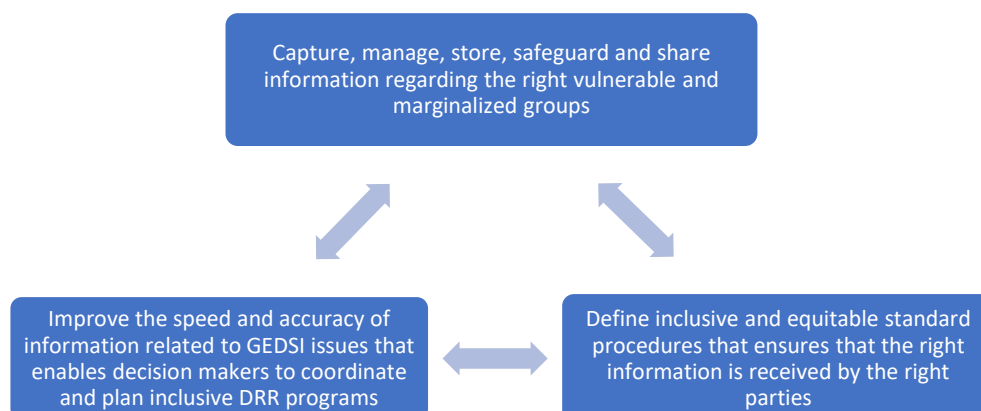 Capture, manage, store, safeguard and share
information regarding the right vulnerable and
marginalized groups
Improve the speed and accuracy of
information related to GEDSI issues that
enables decision makers to coordinate
and plan inclusive DRR programs
Define inclusive and equitable standard
procedures that ensures that the right
information is received by the right
parties